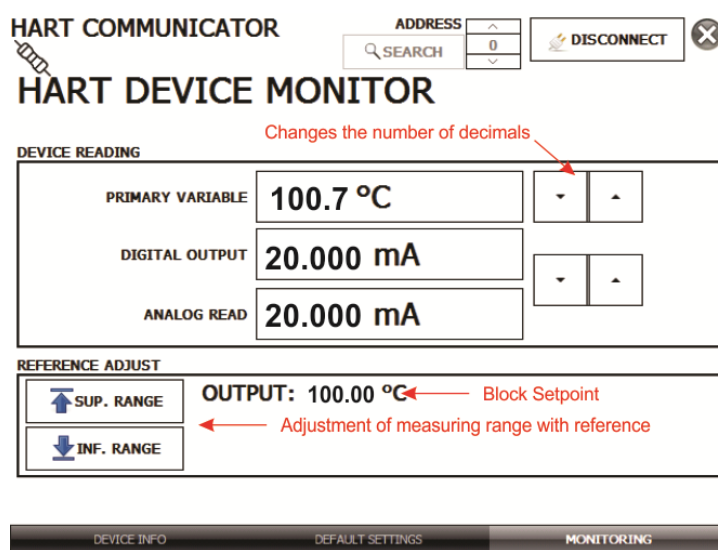 HART COMMUNICATOR
ADDRESS
SEARCH
0
DISCONNECT
HART DEVICE MONITOR
Changes the number of decimals
DEVICE READING
PRIMARY VARIABLE 100.7 ºC
DIGITAL OUTPUT 20.000 mA
ANALOG READ 20.000 mA
REFERENCE ADJUST
SUP. RANGE
OUTPUT: 100.00 ºC
Block Setpoint
Adjustment of measuring range with reference
INF. RANGE
DEVICE INFO DEFAULT SETTINGS MONITORING